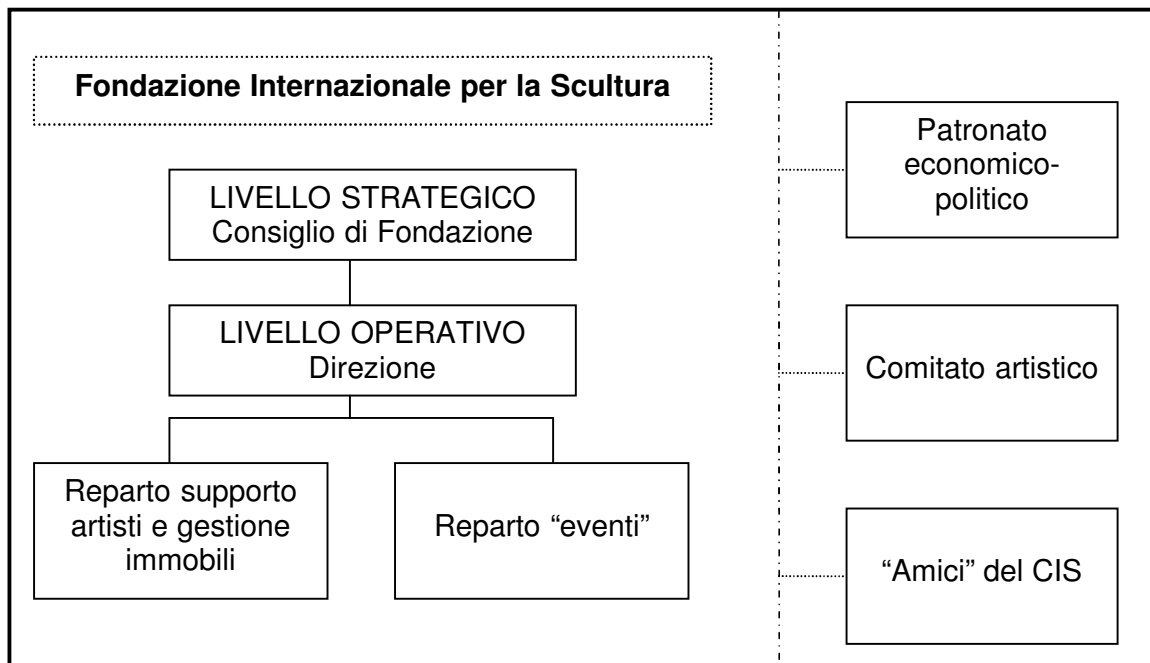 Fondazione Internazionale per la Scultura
LIVELLO STRATEGICO
Consiglio di Fondazione
LIVELLO OPERATIVO
Direzione
Reparto supporto
artisti e gestione
immobili
Reparto “eventi”
Patronato
economico-
politico
Comitato artistico
“Amici” del CIS